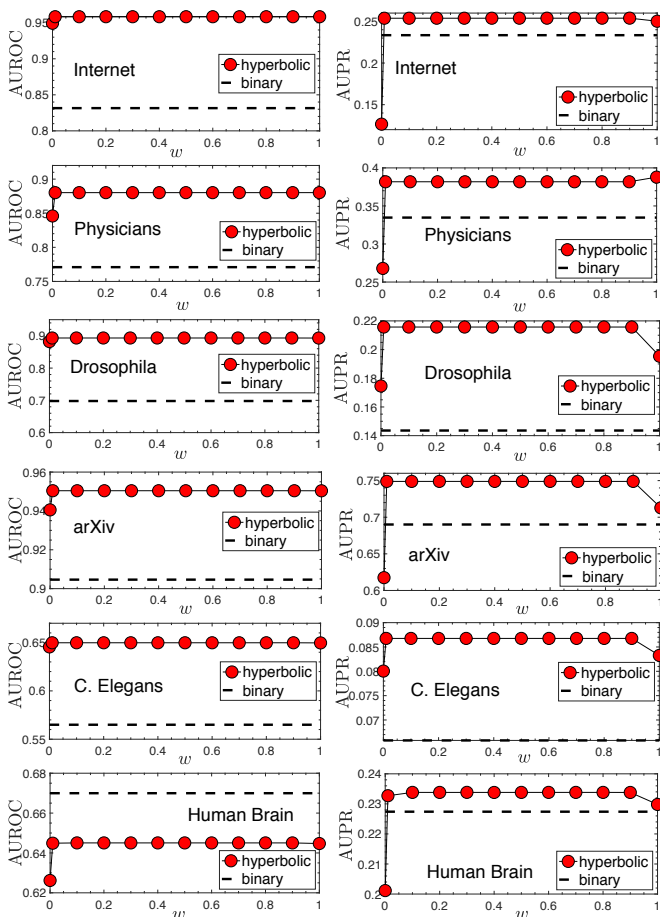 AUROC
0.95
0.9
0.85
0.8
Internet
hyperbolic
binary
0 0.2 0.4 0.6 0.8 1
w
AUPR
0.25
0.2
0.15
Internet
hyperbolic
binary
0 0.2 0.4 0.6 0.8 1
w
AUROC
0.9
0.85
0.8
0.75
Physicians
hyperbolic
binary
0 0.2 0.4 0.6 0.8 1
w
AUPR
0.4
0.35
0.3
0.25
Physicians
hyperbolic
binary
0 0.2 0.4 0.6 0.8 1
w
AUROC
0.9
0.8
0.7
0.6
Drosophila
hyperbolic
binary
0 0.2 0.4 0.6 0.8 1
w
AUPR
0.22
0.2
0.18
0.16
0.14
Drosophila
hyperbolic
binary
0 0.2 0.4 0.6 0.8 1
w
AUROC
0.96
0.94
0.92
0.9
arXiv
hyperbolic
binary
0 0.2 0.4 0.6 0.8 1
w
AUPR
0.75
0.7
0.65
0.6
arXiv
hyperbolic
binary
0 0.2 0.4 0.6 0.8 1
w
AUROC
0.65
0.6
0.55
C. Elegans
hyperbolic
binary
0 0.2 0.4 0.6 0.8 1
w
AUPR
0.09
0.085
0.08
0.075
0.07
C. Elegans
hyperbolic
binary
0 0.2 0.4 0.6 0.8 1
w
AUROC
0.68
0.66
0.64
0.62
Human Brain
hyperbolic
binary
0 0.2 0.4 0.6 0.8 1
w
AUPR
0.24
0.23
0.22
0.21
0.2
Human Brain
hyperbolic
binary
0 0.2 0.4 0.6 0.8 1
w